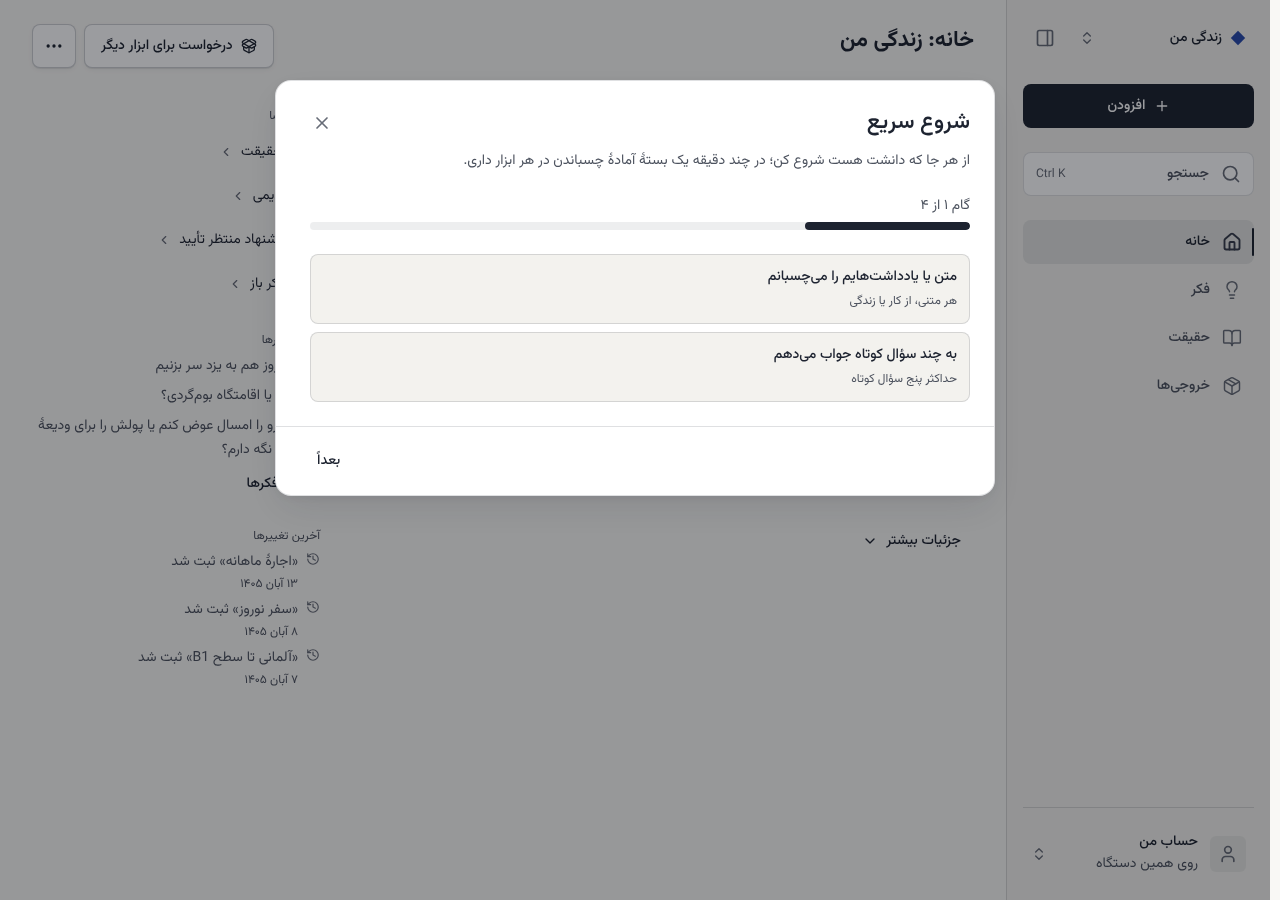 زندگی من
افزودن
جستجو
Ctrl K
خانه
فکر
حقیقت
خروجی‌ها
حساب من
روی همین دستگاه
خانه: زندگی من
درخواست برای ابزار دیگر
شروع سریع
از هر جا که دانشت هست شروع کن؛ در چند دقیقه یک بستهٔ آمادهٔ چسباندن در هر ابزار داری.
گام ۱ از ۴
متن یا یادداشت‌هایم را می‌چسبانم
هر متنی، از کار یا زندگی
به چند سؤال کوتاه جواب می‌دهم
حداکثر پنج سؤال کوتاه
بعداً
منتظر تأیید
باز
هم به یزد سر بزنیم
یا اقامتگاه بوم‌گردی؟
را امسال عوض کنم یا پولش را برای ودیعهٔ
نگه دارم؟
فکرها
آخرین تغییرها
«اجارهٔ ماهانه» ثبت شد
۱۳ آبان ۱۴۰۵
«سفر نوروز» ثبت شد
۸ آبان ۱۴۰۵
«آلمانی تا سطح B1» ثبت شد
۷ آبان ۱۴۰۵
جزئیات بیشتر